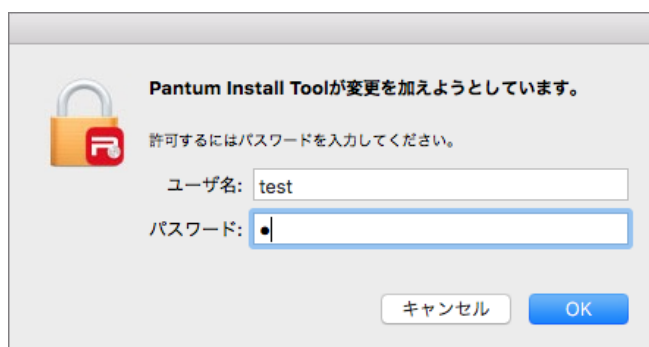 Pantum Install Toolが変更を加えようとしています。
許可するにはパスワードを入力してください。
ユーザ名: test
パスワード: ●
キャンセル OK